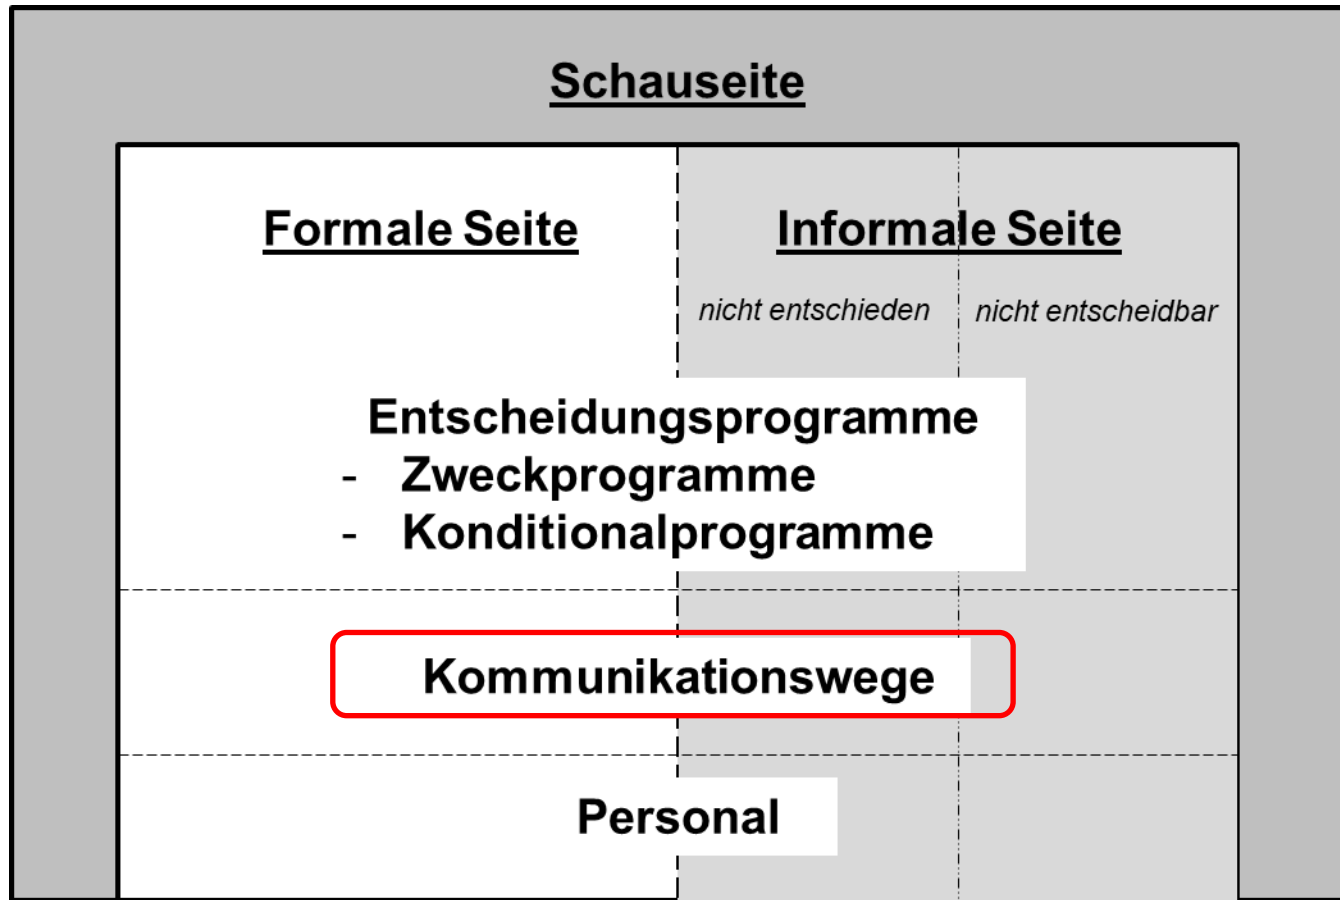 Schauseite
Formale Seite
Informale Seite
nicht entschieden
nicht entscheidbar
Entscheidungsprogramme
- Zweckprogramme
- Konditionalprogramme
Kommunikationswege
Personal